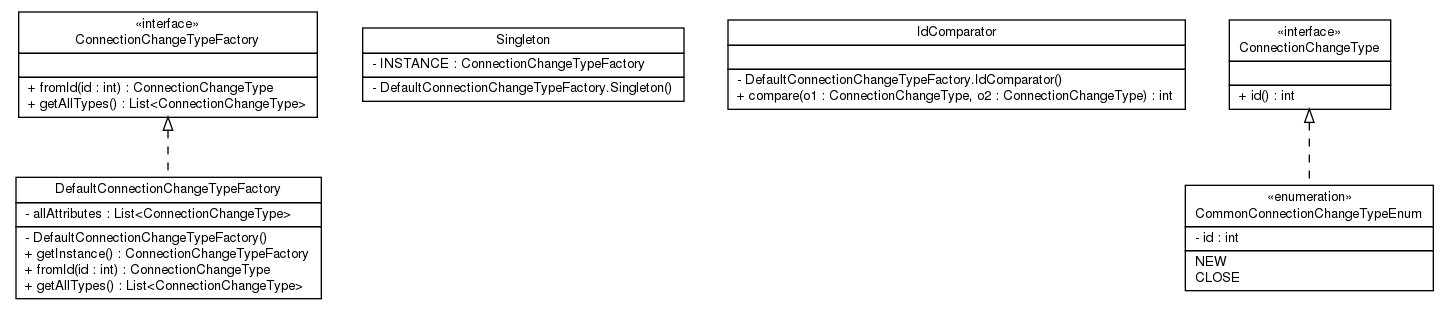 «interface»
ConnectionChangeTypeFactory
+ fromId(id : int) : ConnectionChangeType
+ getAllTypes() : List<ConnectionChangeType>
DefaultConnectionChangeTypeFactory
- allAttributes : List<ConnectionChangeType>
- DefaultConnectionChangeTypeFactory()
+ getInstance() : ConnectionChangeTypeFactory
+ fromId(id : int) : ConnectionChangeType
+ getAllTypes() : List<ConnectionChangeType>
Singleton
- INSTANCE : ConnectionChangeTypeFactory
- DefaultConnectionChangeTypeFactory.Singleton()
IdComparator
- DefaultConnectionChangeTypeFactory.IdComparator()
+ compare(o1 : ConnectionChangeType, o2 : ConnectionChangeType) : int
«interface»
ConnectionChangeType
+ id() : int
«enumeration»
CommonConnectionChangeTypeEnum
- id : int
NEW
CLOSE